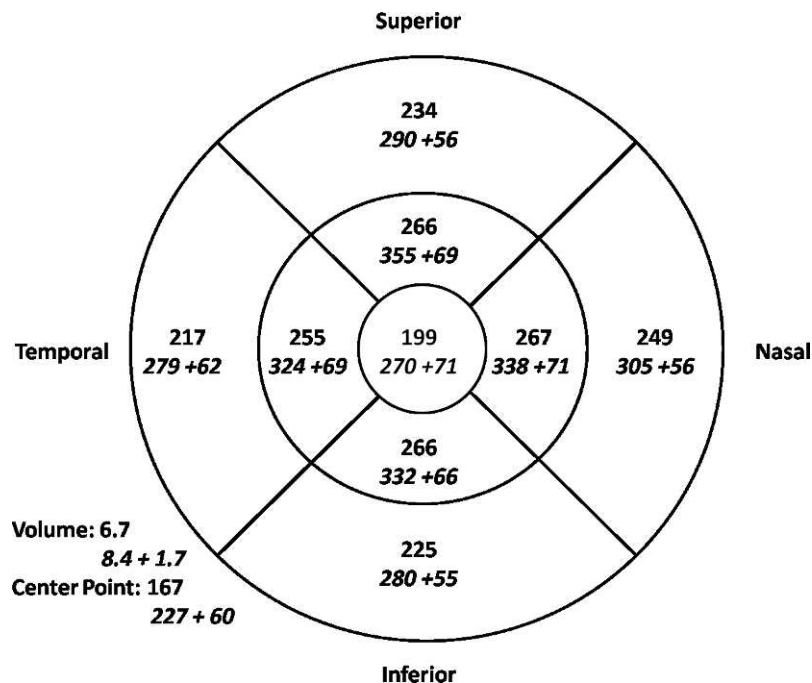 Superior
234
290 +56
266
355 +69
Temporal
217
279 +62
255
324 +69
199
270 +71
267
338 +71
249
305 +56
Nasal
266
332 +66
Volume: 6.7
8.4 + 1.7
Center Point: 167
227 + 60
225
280 +55
Inferior